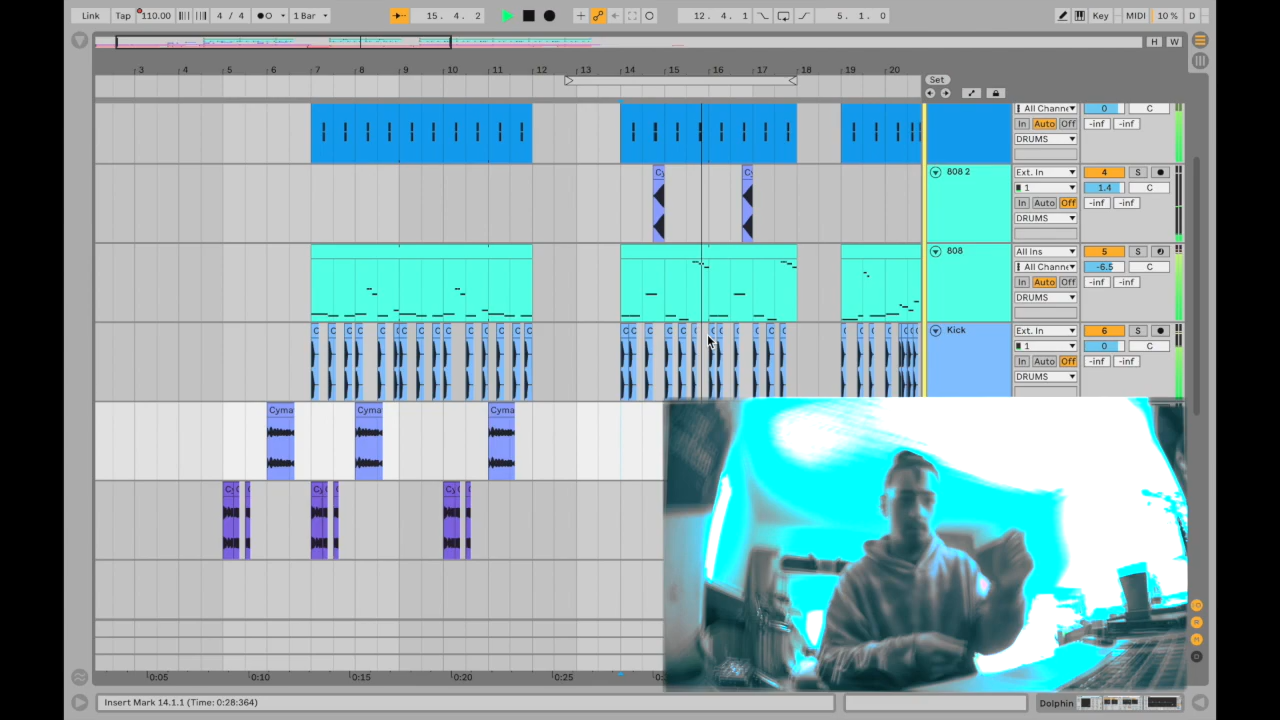 Link Tap 110.00 4 / 4 1 Bar 15. 4. 2 12. 4. 1 5. 1. 0 Key MIDI 10 % D
H W
3 4 5 6 7 8 9 10 11 12 13 14 15 16 17 18 19 20 Set
All Channe 0 C
In Auto Off -inf -inf
DRUMS
808 2 Ext. In 4 S
1 1.4 C
In Auto Off -inf -inf
DRUMS
808 All Ins 5 S
All Channe -6.5 C
In Auto Off -inf -inf
DRUMS
Kick Ext. In 6 S
1 0 C
In Auto Off -inf -inf
DRUMS
Cyma Cyma Cyma
0:05 0:10 0:15 0:20 0:25
Insert Mark 14.1.1 (Time: 0:28:364) Dolphin